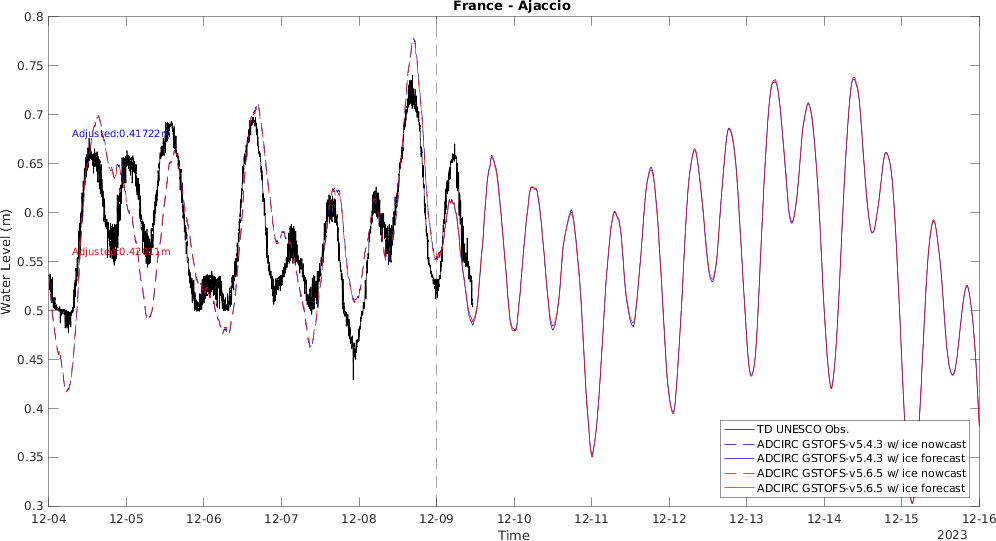 France - Ajaccio
0.8
0.75
0.7
0.65
0.6
0.55
0.5
0.45
0.4
0.35
0.3
Water Level (m)
Adjusted:0.41722m
TD UNESCO Obs.
ADCIRC GSTOFS-v5.4.3 w/ ice nowcast
ADCIRC GSTOFS-v5.4.3 w/ ice forecast
ADCIRC GSTOFS-v5.6.5 w/ ice nowcast
ADCIRC GSTOFS-v5.6.5 w/ ice forecast
12-04 12-05 12-06 12-07 12-08 12-09 12-10 12-11 12-12 12-13 12-14 12-15 12-16
Time
2023